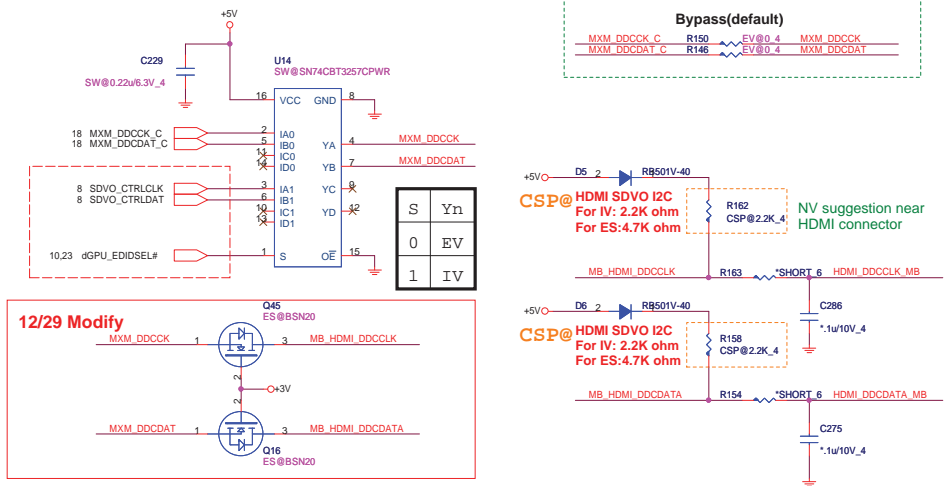 +5V
C229
SW@0.22u/6.3V_4
U14
SW@SN74CBT3257CPWR
16 VCC GND 8
18 MXM_DDCCK_C 2 IA0
18 MXM_DDCDAT_C 5 IB0
11 IC0
14 ID0
YA 4 MXM_DDCCK
YB 7 MXM_DDCDAT
8 SDVO_CTRLCLK 3 IA1
8 SDVO_CTRLDAT 6 IB1
10 IC1
13 ID1
YC 9
YD 12
10,23 dGPU_EDIDSEL# 1 S
OE 15
S Yn
0 EV
1 IV
Bypass(default)
MXM_DDCCK_C R150 EV@0_4 MXM_DDCCK
MXM_DDCDAT_C R146 EV@0_4 MXM_DDCDAT
12/29 Modify
Q45
ES@BSN20
MXM_DDCCK 1 3 MB_HDMI_DDCCLK
2
+3V
2
MXM_DDCDAT 1 3 MB_HDMI_DDCDATA
Q16
ES@BSN20
+5V D5 2 RB501V-40
CSP@ HDMI SDVO I2C
For IV: 2.2K ohm
For ES:4.7K ohm
R162
CSP@2.2K_4
NV suggestion near
HDMI connector
MB_HDMI_DDCCLK R163 *SHORT_6 HDMI_DDCCLK_MB
C286
*.1u/10V_4
+5V D6 2 RB501V-40
CSP@ HDMI SDVO I2C
For IV: 2.2K ohm
For ES:4.7K ohm
R158
CSP@2.2K_4
MB_HDMI_DDCDATA R154 *SHORT_6 HDMI_DDCDATA_MB
C275
*.1u/10V_4